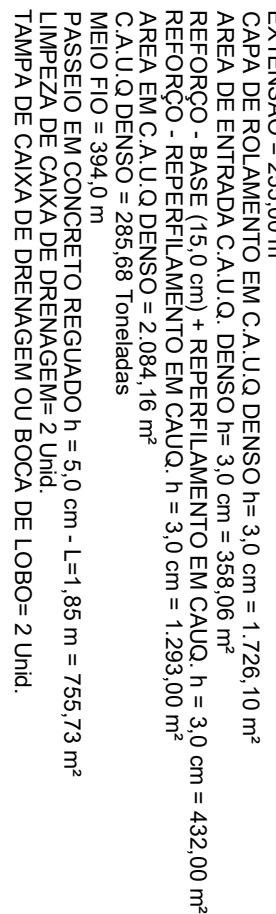 EXTENSÃO = 233,00 m
CAPA DE ROLAMENTO EM C.A.U.Q DENSO h= 3,0 cm = 1.726,10 m²
AREA DE ENTRADA C.A.U.Q. DENSO h= 3,0 cm = 358,06 m²
REFORÇO - BASE (15,0 cm) + REPERFILAMENTO EM CAUQ. h = 3,0 cm = 432,00 m²
REFORÇO - REPERFILAMENTO EM CAUQ. h = 3,0 cm = 1.293,00 m²
AREA EM C.A.U.Q DENSO = 2.084,16 m²
C.A.U.Q DENSO = 285,68 Toneladas
MEIO FIO = 394,0 m
PASSEIO EM CONCRETO REGUADO h = 5,0 cm - L=1,85 m = 755,73 m²
LIMPEZA DE CAIXA DE DRENAGEM= 2 Unid.
TAMPA DE CAIXA DE DRENAGEM OU BOCA DE LOBO= 2 Unid.